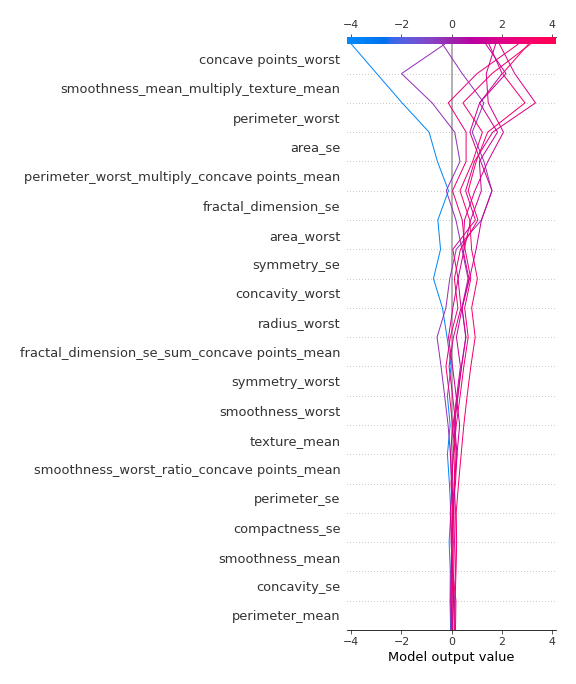 −4 −2 0 2 4
concave points_worst
smoothness_mean_multiply_texture_mean
perimeter_worst
area_se
perimeter_worst_multiply_concave points_mean
fractal_dimension_se
area_worst
symmetry_se
concavity_worst
radius_worst
fractal_dimension_se_sum_concave points_mean
symmetry_worst
smoothness_worst
texture_mean
smoothness_worst_ratio_concave points_mean
perimeter_se
compactness_se
smoothness_mean
concavity_se
perimeter_mean
−4 −2 0 2 4
Model output value